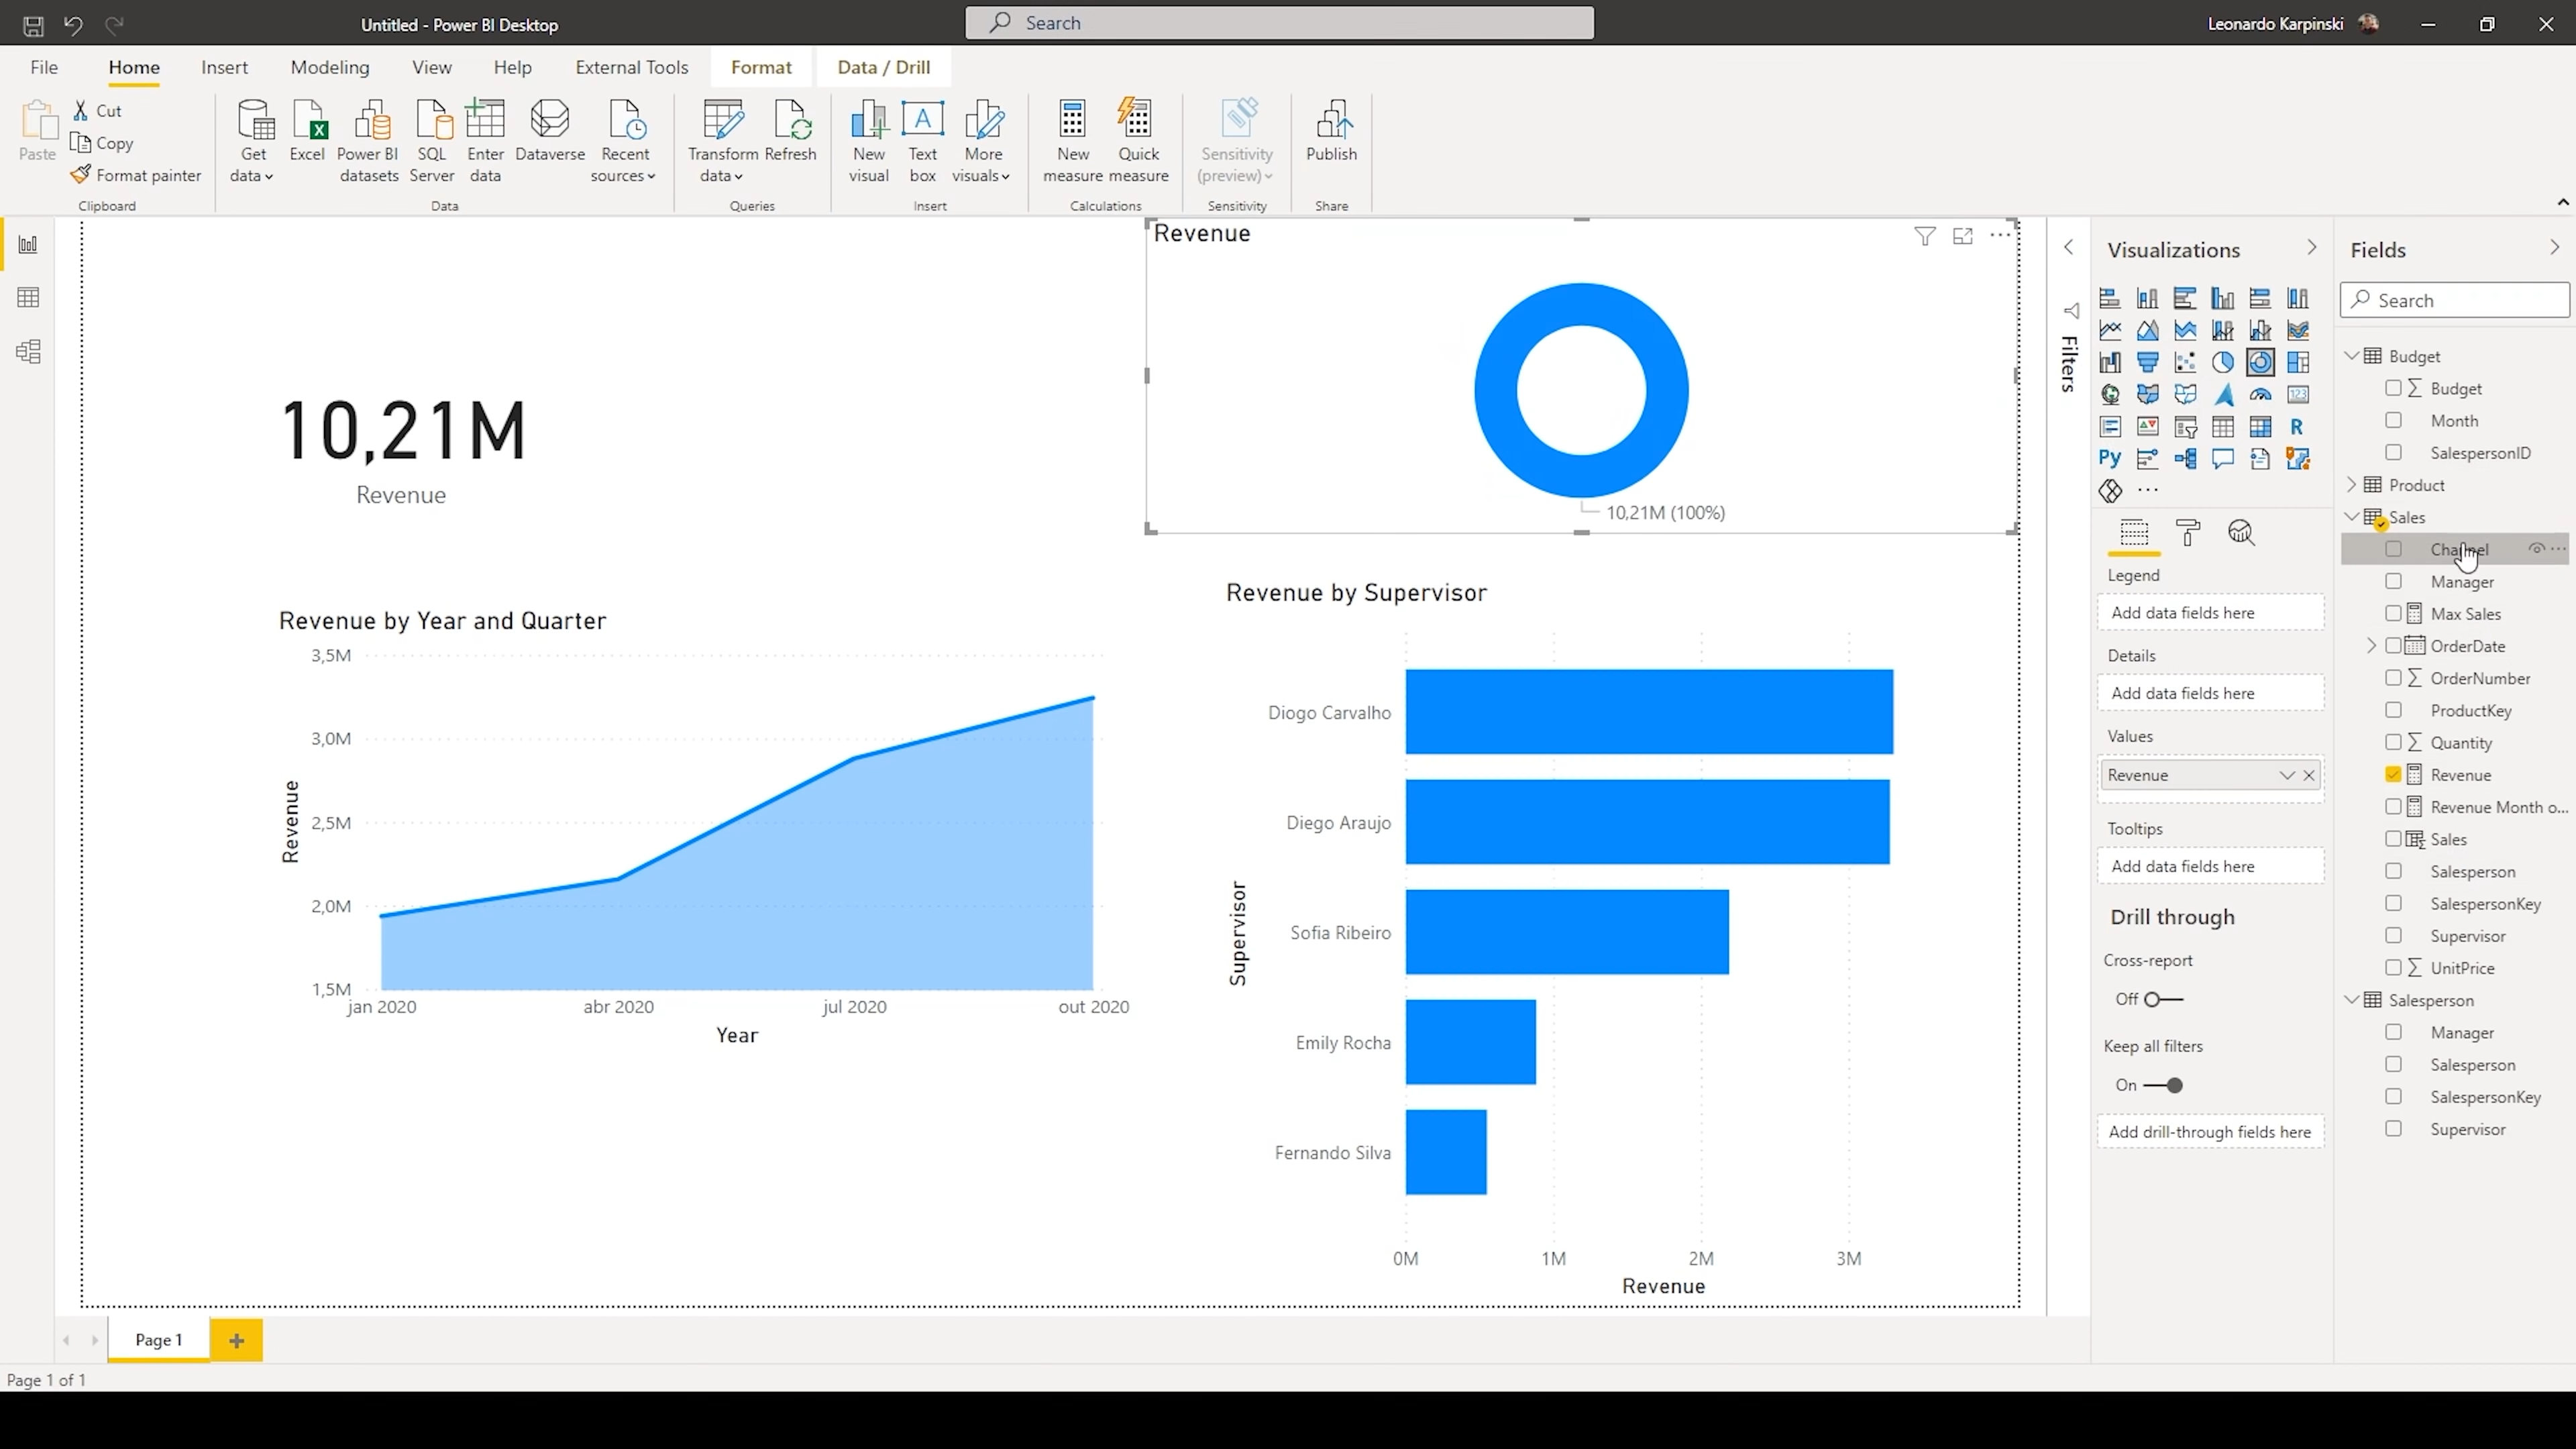 Untitled - Power BI Desktop
Search
Leonardo Karpinski
File
Home
Insert
Modeling
View
Help
External Tools
Format
Data / Drill
Paste
Cut
Copy
Format painter
Clipboard
Get data
Excel
Power BI datasets
SQL Server
Enter data
Dataverse
Recent sources
Data
Transform data
Refresh
Queries
New visual
Text box
More visuals
Insert
New measure
Quick measure
Calculations
Sensitivity (preview)
Sensitivity
Publish
Share
10,21M
Revenue
Revenue
10,21M (100%)
Revenue by Year and Quarter
3,5M
3,0M
2,5M
2,0M
1,5M
Revenue
jan 2020
abr 2020
jul 2020
out 2020
Year
Revenue by Supervisor
Supervisor
Diogo Carvalho
Diego Araujo
Sofia Ribeiro
Emily Rocha
Fernando Silva
0M
1M
2M
3M
Revenue
Filters
Visualizations
123
R
Py
Legend
Add data fields here
Details
Add data fields here
Values
Revenue
Tooltips
Add data fields here
Drill through
Cross-report
Off
Keep all filters
On
Add drill-through fields here
Fields
Search
Budget
Budget
Month
SalespersonID
Product
Sales
Channel
Manager
Max Sales
OrderDate
OrderNumber
ProductKey
Quantity
Revenue
Revenue Month o...
Sales
Salesperson
SalespersonKey
Supervisor
UnitPrice
Salesperson
Manager
Salesperson
SalespersonKey
Supervisor
Page 1
Page 1 of 1